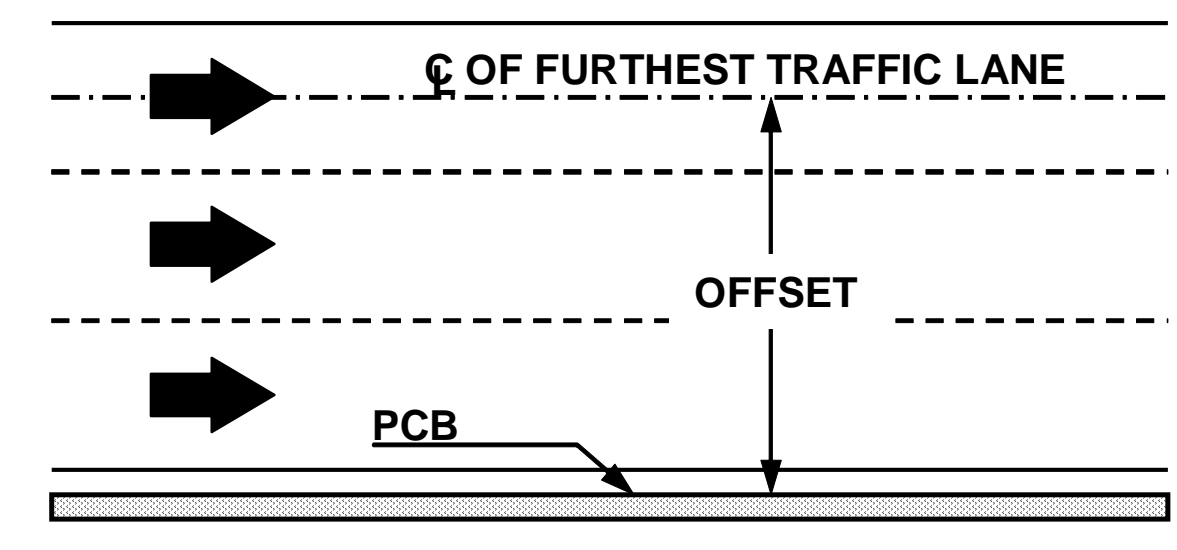 ℄ OF FURTHEST TRAFFIC LANE
OFFSET
PCB